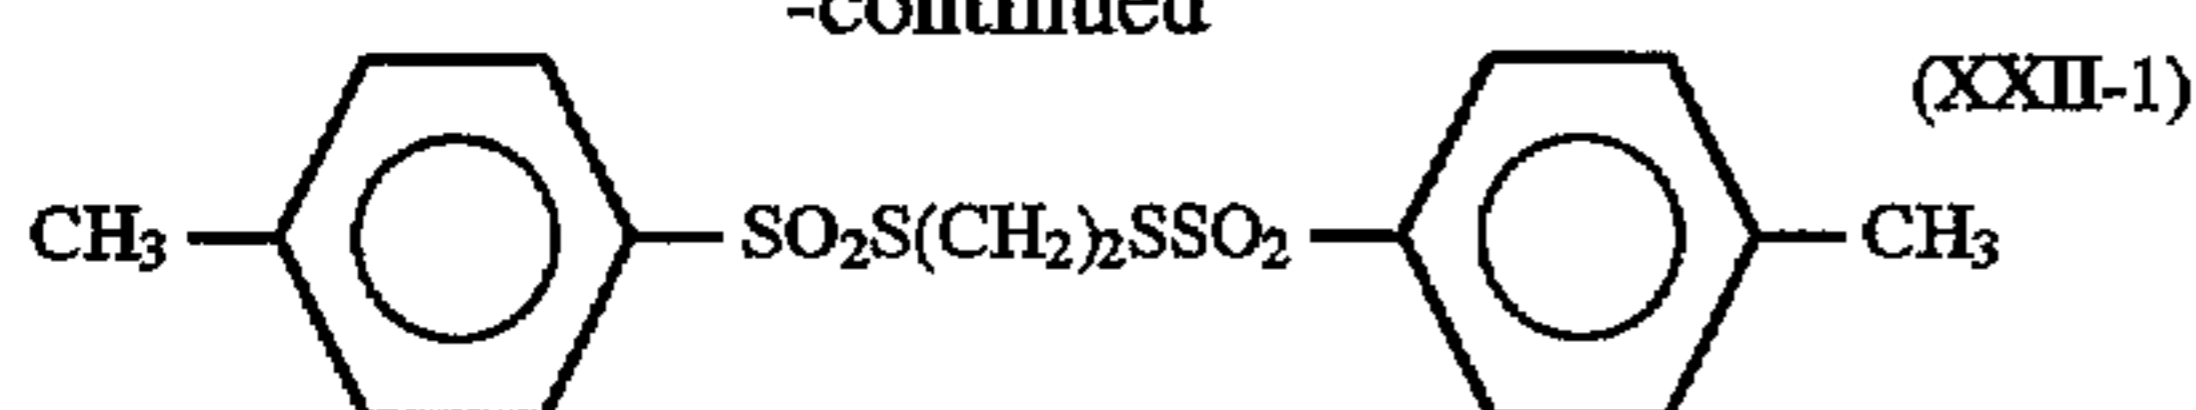 -continued
(XXII-1)
CH₃ SO₂S(CH₂)₂SSO₂ CH₃